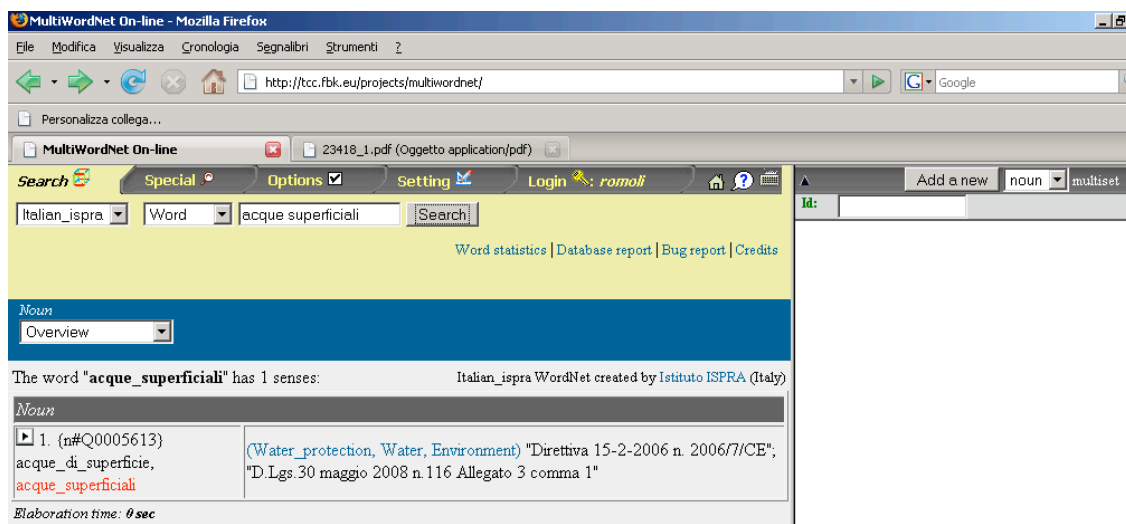 MultiWordNet On-line - Mozilla Firefox
File Modifica Visualizza Cronologia Segnalibri Strumenti ?
http://tcc.fbk.eu/projects/multiwordnet/ G Google
Personalizza collega...
MultiWordNet On-line 23418_1.pdf (Oggetto application/pdf)
Search Special Options Setting Login : romoli Add a new noun multiset
Italian_ispra Word acque superficiali Search Id:
Word statistics | Database report | Bug report | Credits
Noun
Overview
The word "acque_superficiali" has 1 senses: Italian_ispra WordNet created by Istituto ISPRA (Italy)
Noun
1. {n#Q0005613}
acque_di_superficie,
acque_superficiali
(Water_protection, Water, Environment) "Direttiva 15-2-2006 n. 2006/7/CE";
"D.Lgs.30 maggio 2008 n.116 Allegato 3 comma 1"
Elaboration time: 0 sec